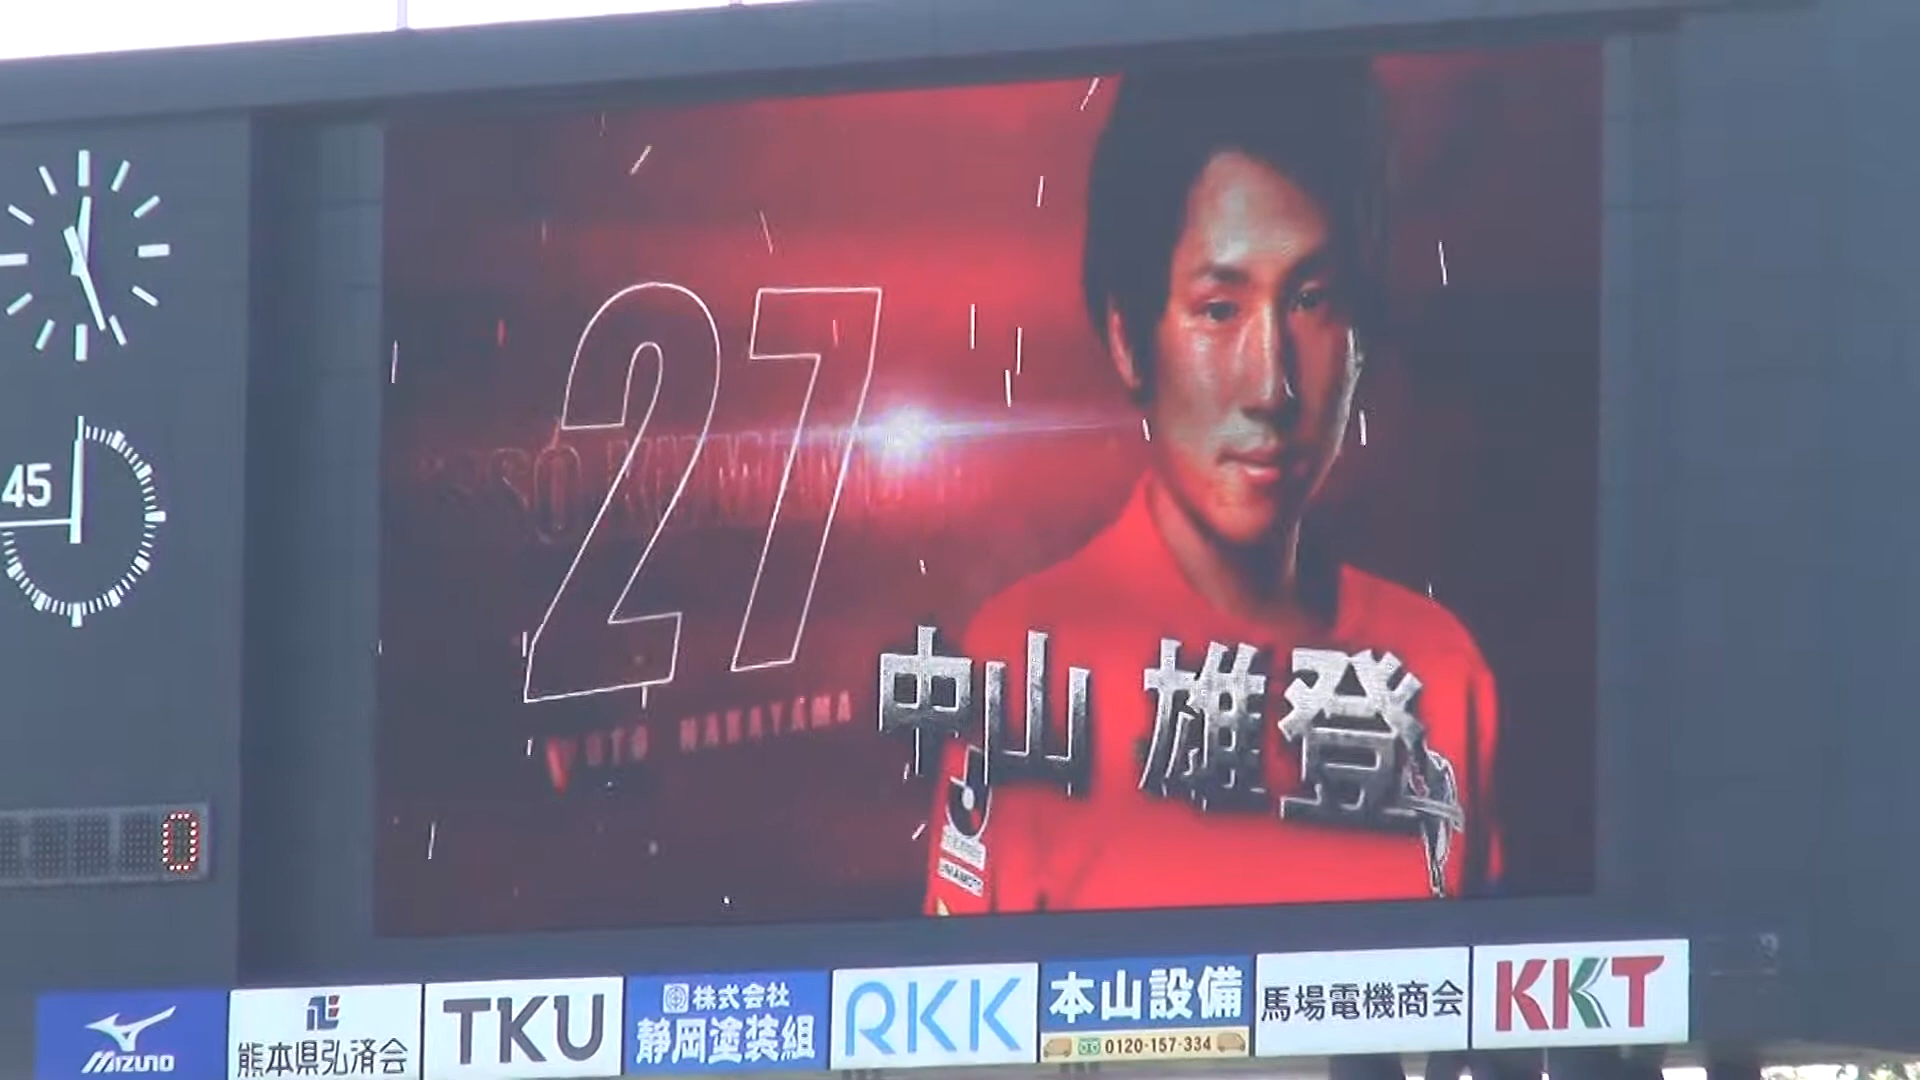 27
YUTO NAKAYAMA
中山 雄登
45
0
MIZUNO
熊本県弘済会
TKU
株式会社
静岡塗装組
RKK
本山設備
0120-157-334
馬場電機商会
KKT